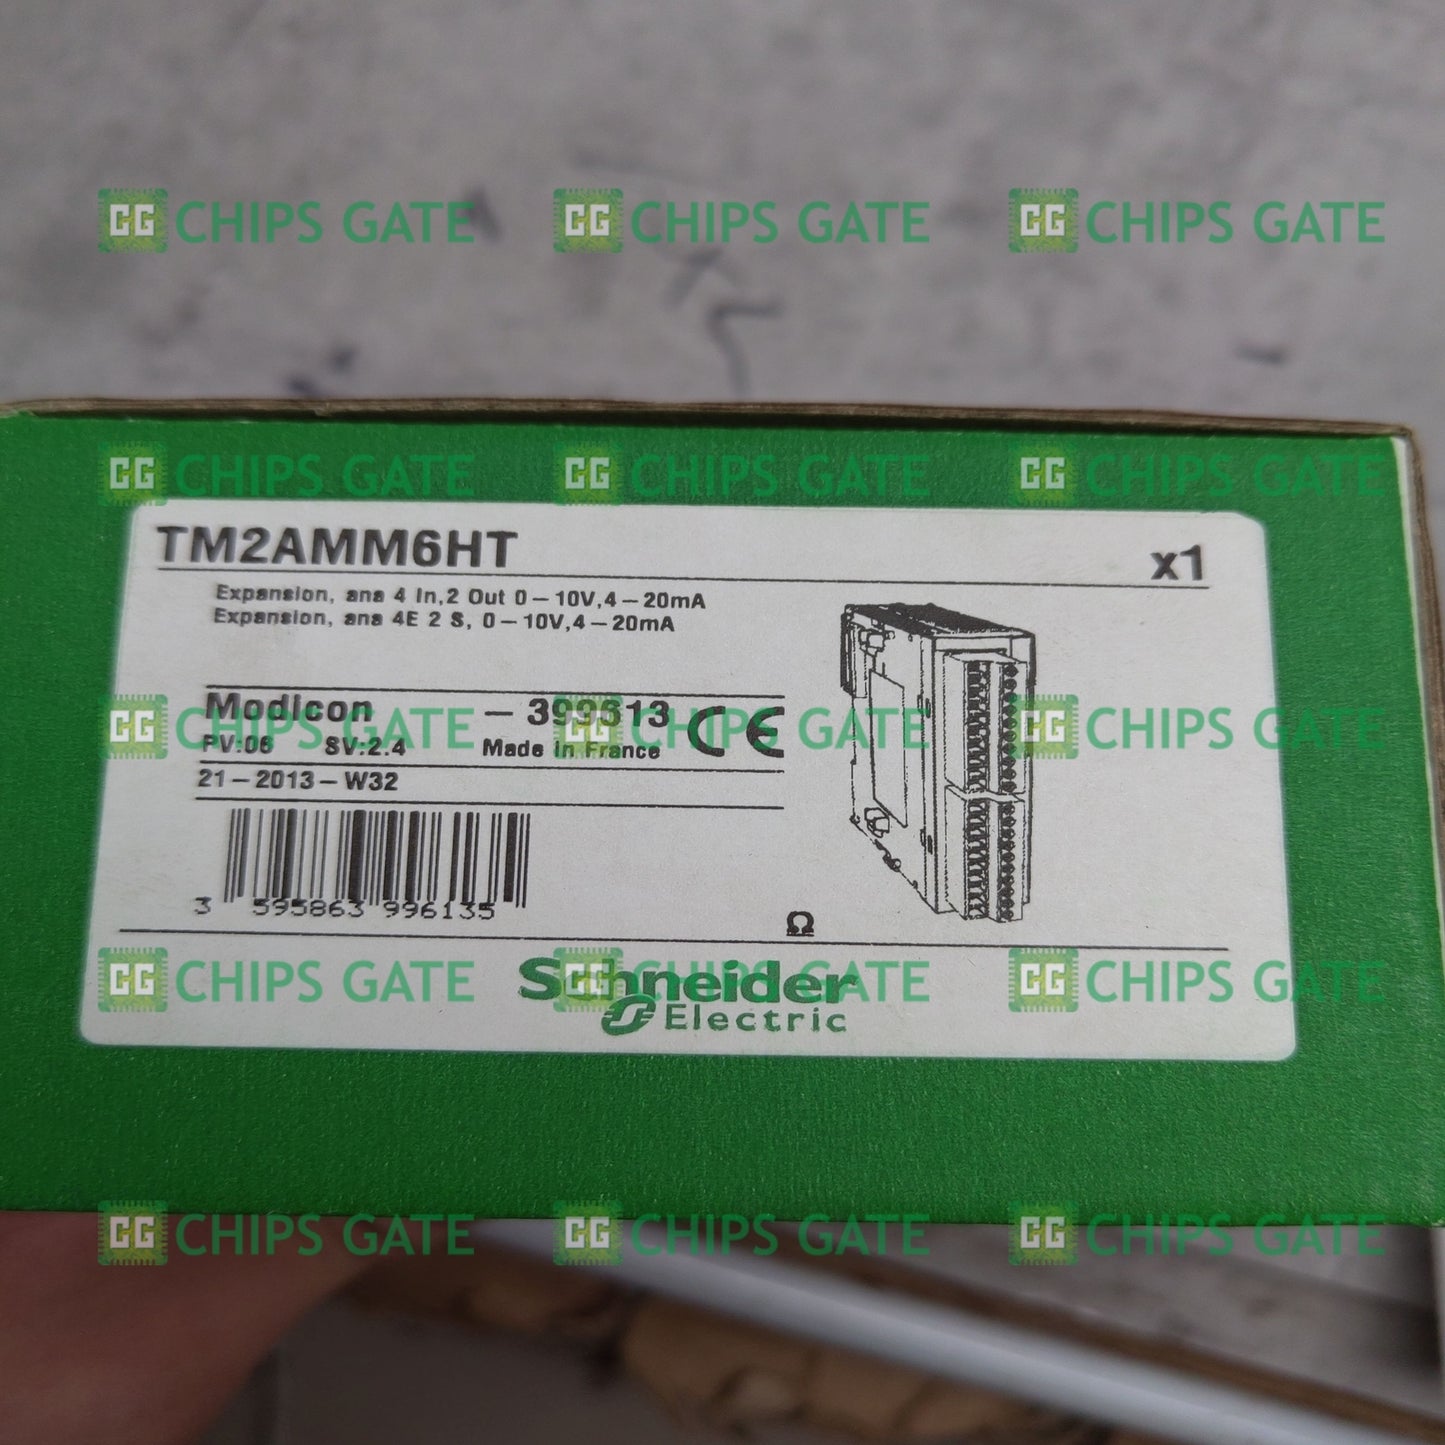 CG CHIPS GATE CG CHIPS GATE CG CHIPS GATE
CG CHIPS GATE CG CHIPS GATE CG CHIPS GATE
TM2AMM6HT x1
Expansion, ana 4 In,2 Out 0-10V,4-20mA
Expansion, ana 4E 2 S, 0-10V,4-20mA
Modicon -399613 CE
PV:06 SV:2.4 Made in France
CG CHIPS GATE CG CHIPS GATE CG CHIPS GATE
21-2013-W32
3 595863 996135
Ω
Schneider
Electric
CG CHIPS GATE CG CHIPS GATE CG CHIPS GATE
CG CHIPS GATE CG CHIPS GATE CG CHIPS GATE